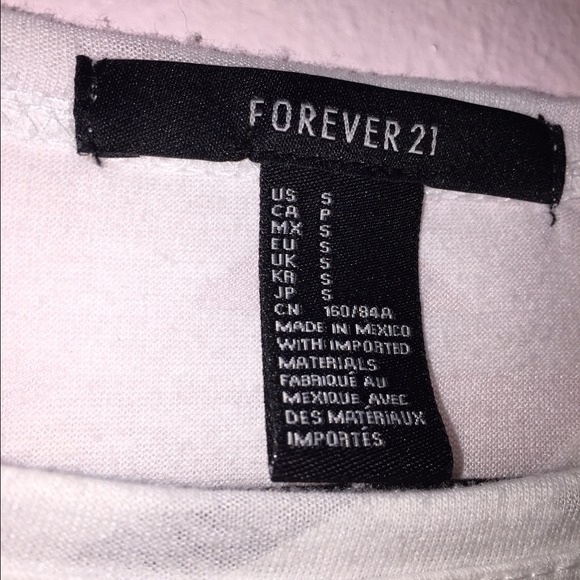 FOREVER 21
US S
CA P
MX S
EU S
UK S
KR S
JP S
CN 160/84A
MADE IN MEXICO
WITH IMPORTED
MATERIALS
FABRIQUÉ AU
MEXIQUE AVEC
DES MATÉRIAUX
IMPORTÉS